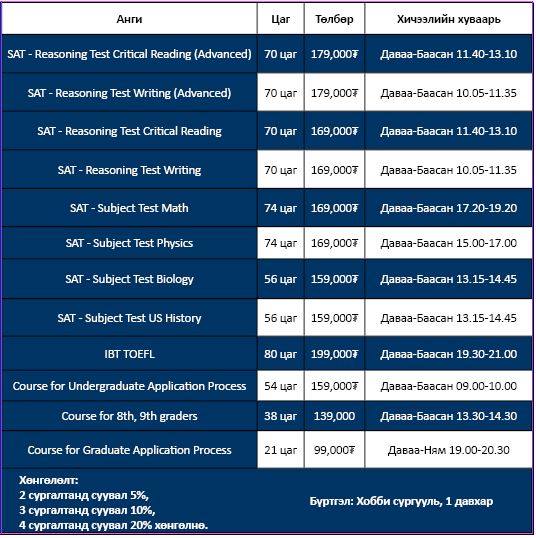 Анги Цаг Төлбөр Хичээлийн хуваарь
SAT - Reasoning Test Critical Reading (Advanced) 70 цаг 179,000₮ Даваа-Баасан 11.40-13.10
SAT - Reasoning Test Writing (Advanced) 70 цаг 179,000₮ Даваа-Баасан 10.05-11.35
SAT - Reasoning Test Critical Reading 70 цаг 169,000₮ Даваа-Баасан 11.40-13.10
SAT - Reasoning Test Writing 70 цаг 169,000₮ Даваа-Баасан 10.05-11.35
SAT - Subject Test Math 74 цаг 169,000₮ Даваа-Баасан 17.20-19.20
SAT - Subject Test Physics 74 цаг 169,000₮ Даваа-Баасан 15.00-17.00
SAT - Subject Test Biology 56 цаг 159,000₮ Даваа-Баасан 13.15-14.45
SAT - Subject Test US History 56 цаг 159,000₮ Даваа-Баасан 13.15-14.45
IBT TOEFL 80 цаг 199,000₮ Даваа-Баасан 19.30-21.00
Course for Undergraduate Application Process 54 цаг 159,000₮ Даваа-Баасан 09.00-10.00
Course for 8th, 9th graders 38 цаг 139,000 Даваа-Баасан 13.30-14.30
Course for Graduate Application Process 21 цаг 99,000₮ Даваа-Ням 19.00-20.30
Хөнгөлөлт:
2 сургалтанд суувал 5%,
3 сургалтанд суувал 10%,
4 сургалтанд суувал 20% хөнгөлнө.
Бүртгэл: Хобби сургууль, 1 давхар